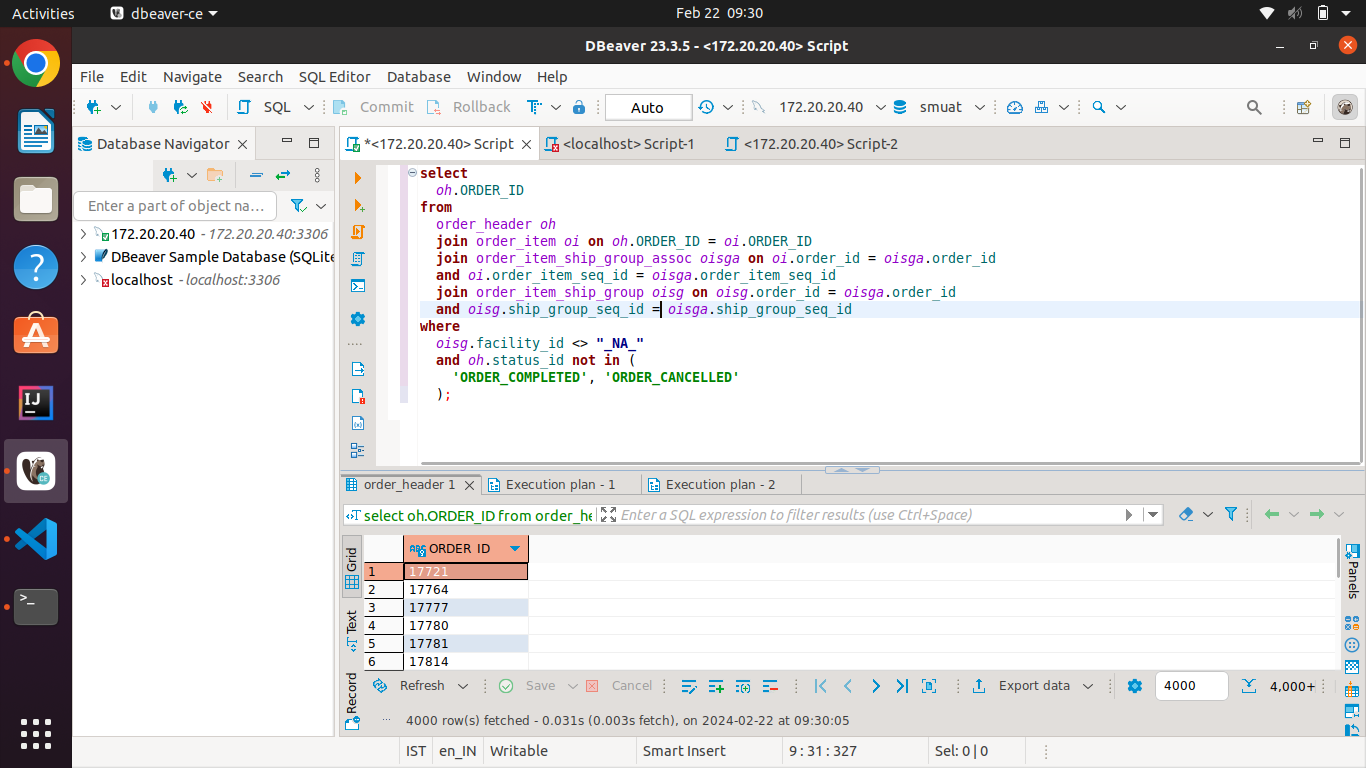 Activities
dbeaver-ce
Feb 22 09:30
DBeaver 23.3.5 - <172.20.20.40> Script
File Edit Navigate Search SQL Editor Database Window Help
SQL Commit Rollback Auto 172.20.20.40 smuat
Database Navigator
*<172.20.20.40> Script
<localhost> Script-1
<172.20.20.40> Script-2
Enter a part of object na...
172.20.20.40 - 172.20.20.40:3306
DBeaver Sample Database (SQLite
localhost - localhost:3306
select
oh.ORDER_ID
from
order_header oh
join order_item oi on oh.ORDER_ID = oi.ORDER_ID
join order_item_ship_group_assoc oisga on oi.order_id = oisga.order_id
and oi.order_item_seq_id = oisga.order_item_seq_id
join order_item_ship_group oisg on oisg.order_id = oisga.order_id
and oisg.ship_group_seq_id = oisga.ship_group_seq_id
where
oisg.facility_id <> "_NA_"
and oh.status_id not in (
'ORDER_COMPLETED', 'ORDER_CANCELLED'
);
order_header 1
Execution plan - 1
Execution plan - 2
select oh.ORDER_ID from order_he
Enter a SQL expression to filter results (use Ctrl+Space)
Grid
Text
Record
Panels
ORDER_ID
1 17721
2 17764
3 17777
4 17780
5 17781
6 17814
Refresh Save Cancel Export data 4000 4,000+
4000 row(s) fetched - 0.031s (0.003s fetch), on 2024-02-22 at 09:30:05
IST en_IN Writable Smart Insert 9 : 31 : 327 Sel: 0 | 0